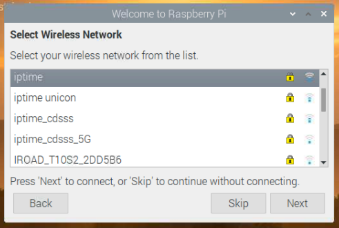 Welcome to Raspberry Pi
Select Wireless Network
Select your wireless network from the list.
iptime
iptime unicon
iptime_cdsss
iptime_cdsss_5G
IROAD_T10S2_2DD5B6
Press 'Next' to connect, or 'Skip' to continue without connecting.
Back Skip Next